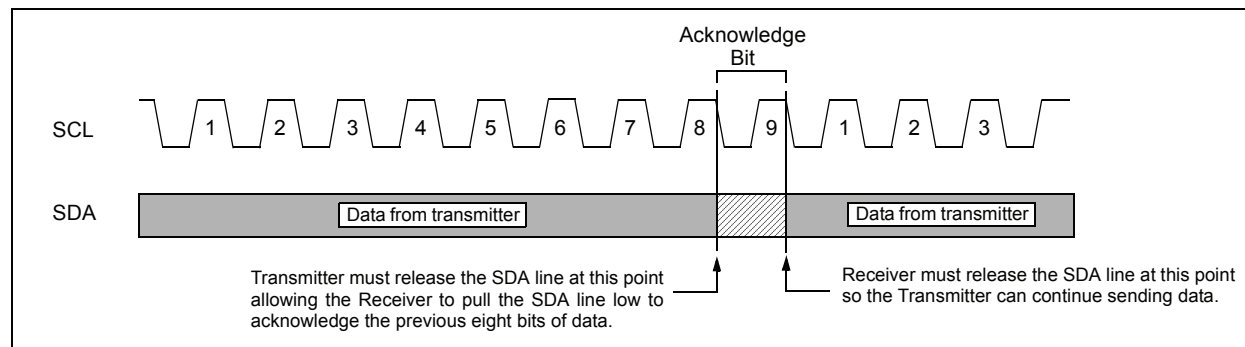 Acknowledge
Bit
SCL
1 2 3 4 5 6 7 8 9 1 2 3
SDA
Data from transmitter
Data from transmitter
Transmitter must release the SDA line at this point
allowing the Receiver to pull the SDA line low to
acknowledge the previous eight bits of data.
Receiver must release the SDA line at this point
so the Transmitter can continue sending data.